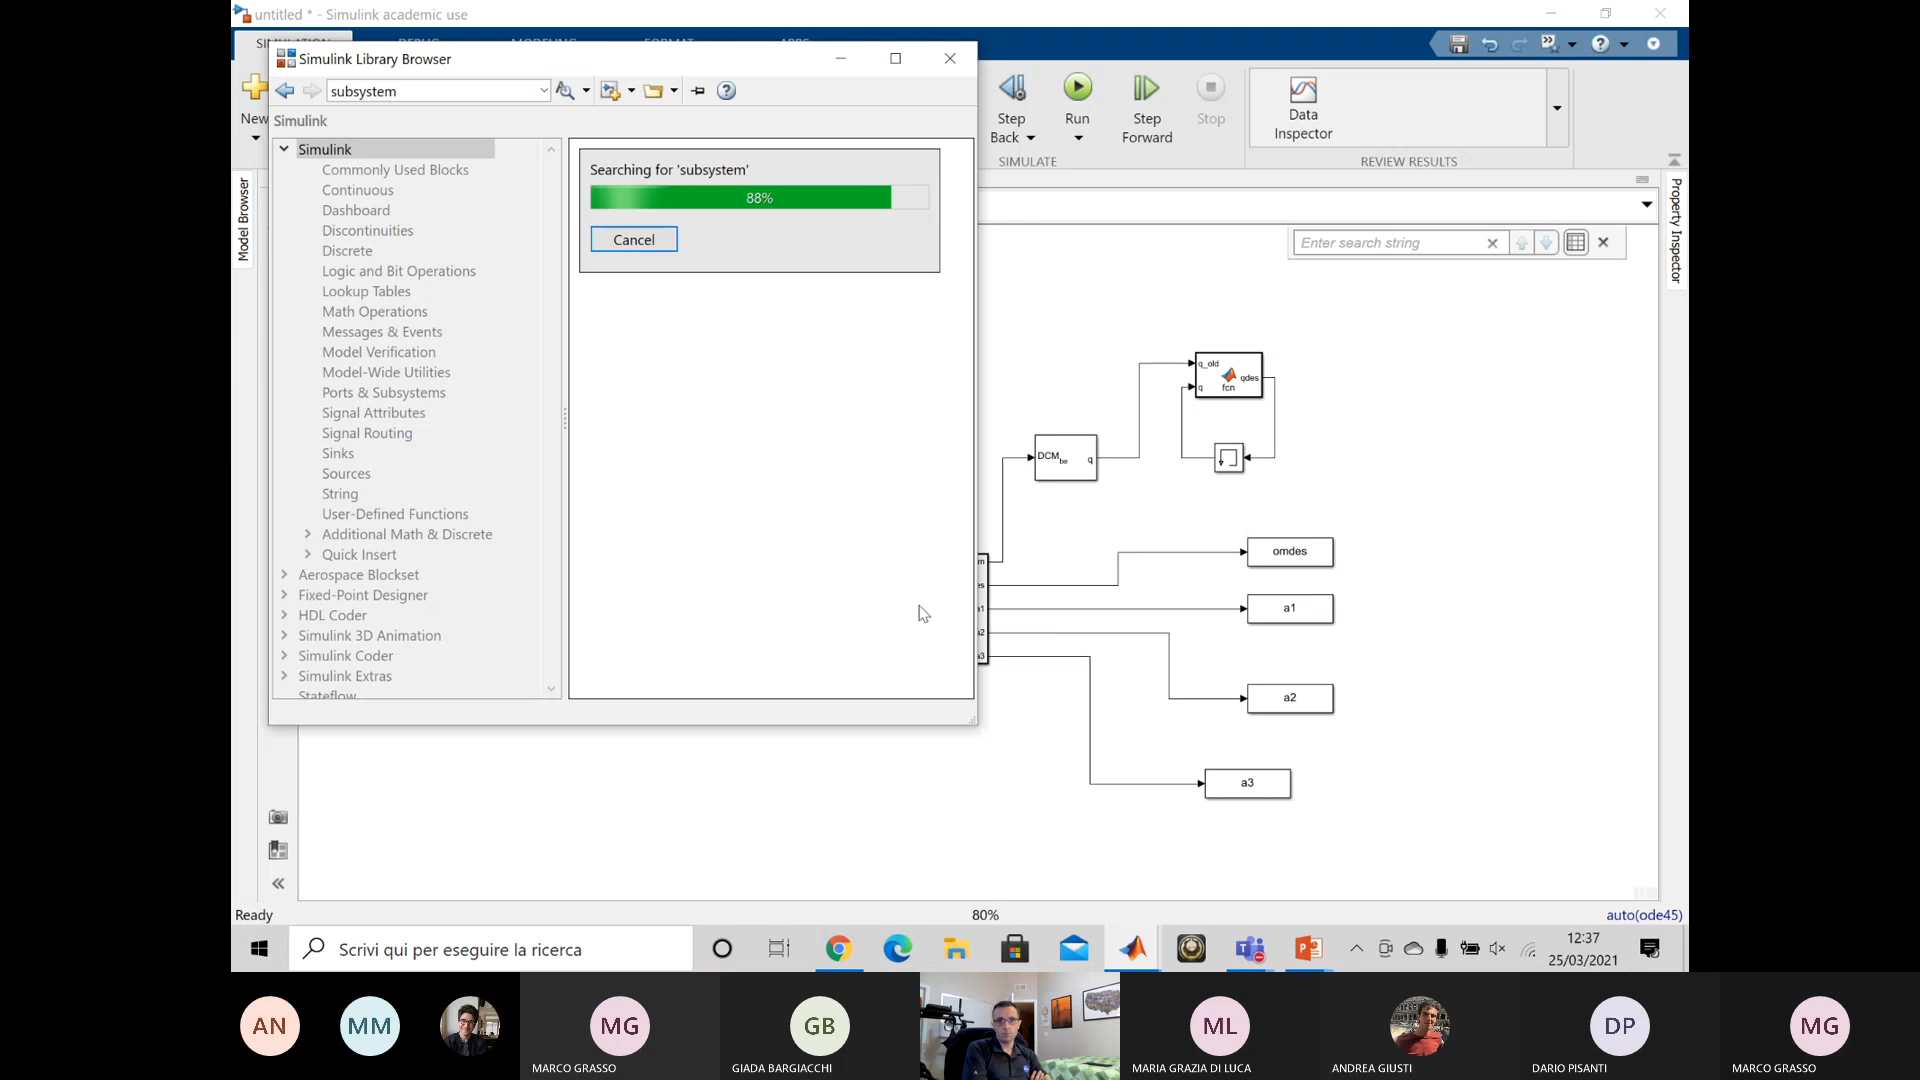 untitled * - Simulink academic use
Simulink Library Browser
subsystem
Simulink
Simulink
Commonly Used Blocks
Continuous
Dashboard
Discontinuities
Discrete
Logic and Bit Operations
Lookup Tables
Math Operations
Messages & Events
Model Verification
Model-Wide Utilities
Ports & Subsystems
Signal Attributes
Signal Routing
Sinks
Sources
String
User-Defined Functions
Additional Math & Discrete
Quick Insert
Aerospace Blockset
Fixed-Point Designer
HDL Coder
Simulink 3D Animation
Simulink Coder
Simulink Extras
Stateflow
Searching for 'subsystem'
88%
Cancel
New
Model Browser
Step Back
Run
Step Forward
Stop
SIMULATE
Data Inspector
REVIEW RESULTS
Property Inspector
Enter search string
q_old
q
fcn
qdes
DCM be
q
omdes
a1
a2
a3
Ready
80%
auto(ode45)
Scrivi qui per eseguire la ricerca
12:37
25/03/2021
AN
MM
MG
MARCO GRASSO
GB
GIADA BARGIACCHI
ML
MARIA GRAZIA DI LUCA
ANDREA GIUSTI
DP
DARIO PISANTI
MG
MARCO GRASSO